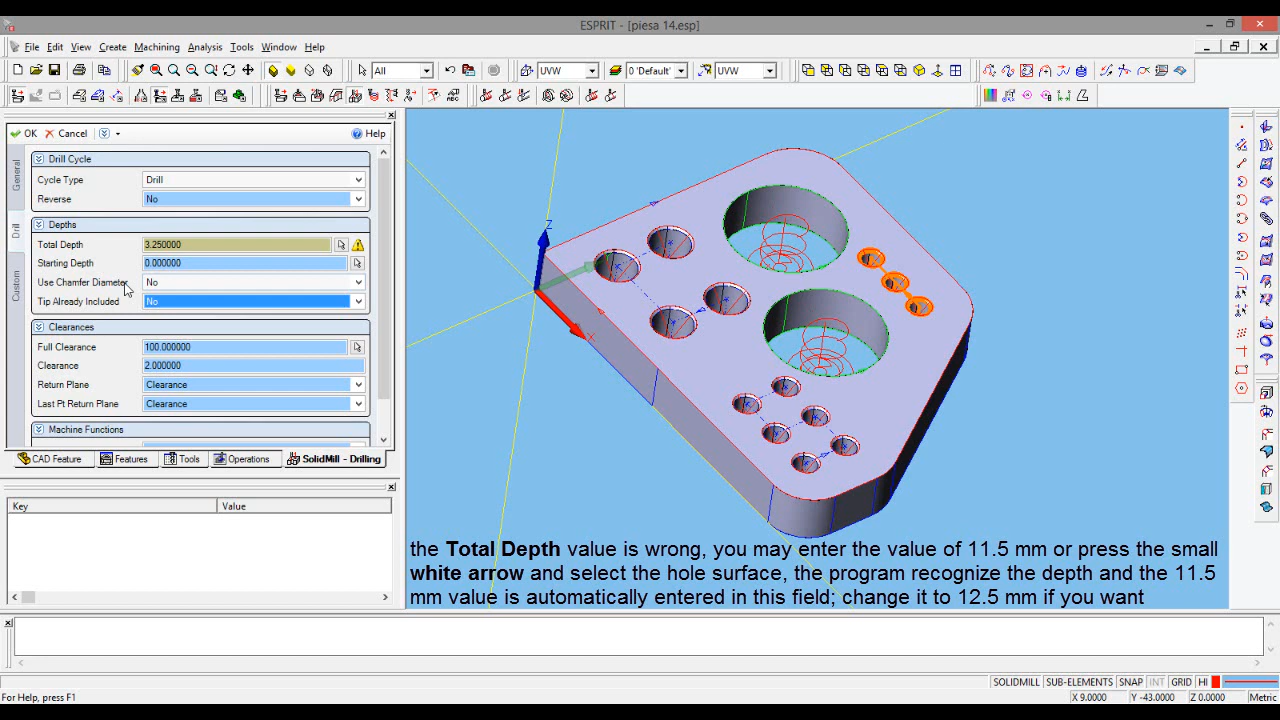 ESPRIT - [piesa 14.esp]
File Edit View Create Machining Analysis Tools Window Help
All UVW 0 'Default' UVW
OK Cancel Help
General
Drill
Custom
Drill Cycle
Cycle Type Drill
Reverse No
Depths
Total Depth 3.250000
Starting Depth 0.000000
Use Chamfer Diameter No
Tip Already Included No
Clearances
Full Clearance 100.000000
Clearance 2.000000
Return Plane Clearance
Last Pt Return Plane Clearance
Machine Functions
CAD Feature Features Tools Operations SolidMill - Drilling
Key Value
Z
X
the Total Depth value is wrong, you may enter the value of 11.5 mm or press the small
white arrow and select the hole surface, the program recognize the depth and the 11.5
mm value is automatically entered in this field; change it to 12.5 mm if you want
SOLIDMILL SUB-ELEMENTS SNAP INT GRID HI
For Help, press F1 X 9.0000 Y -43.0000 Z 0.0000 Metric